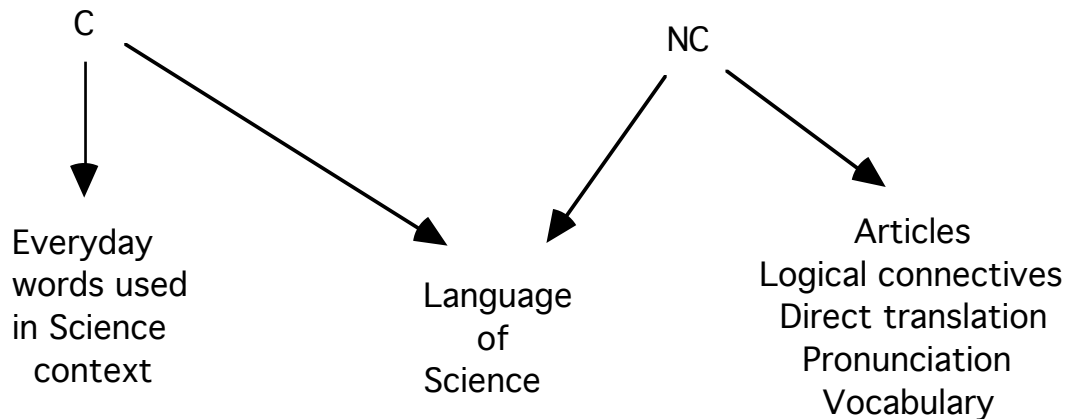 C
NC
Everyday
words used
in Science
context
Language
of
Science
Articles
Logical connectives
Direct translation
Pronunciation
Vocabulary